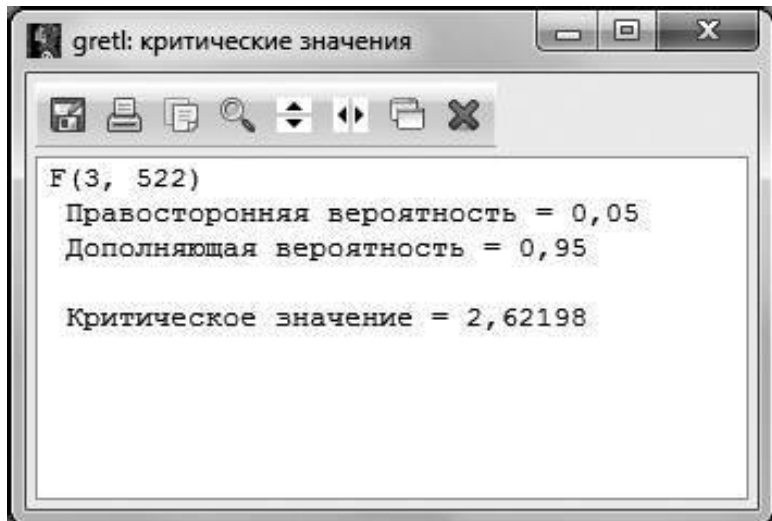 gretl: критические значения
F(3, 522)
Правосторонняя вероятность = 0,05
Дополняющая вероятность = 0,95
Критическое значение = 2,62198